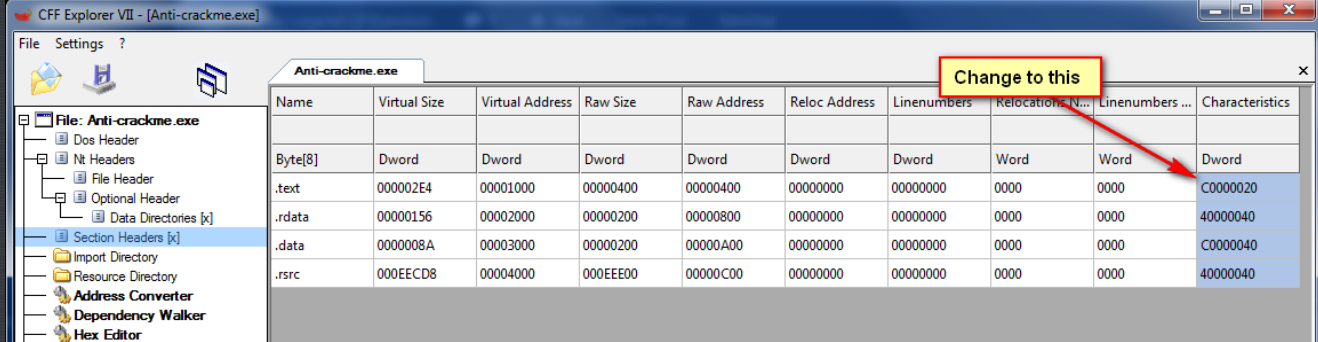 CFF Explorer VII - [Anti-crackme.exe]
File Settings ?
Anti-crackme.exe
Change to this
File: Anti-crackme.exe
Dos Header
Nt Headers
File Header
Optional Header
Data Directories [x]
Section Headers [x]
Import Directory
Resource Directory
Address Converter
Dependency Walker
Hex Editor
Name Virtual Size Virtual Address Raw Size Raw Address Reloc Address Linenumbers Relocations N... Linenumbers ... Characteristics
Byte[8] Dword Dword Dword Dword Dword Dword Word Word Dword
.text 000002E4 00001000 00000400 00000400 00000000 00000000 0000 0000 C0000020
.rdata 00000156 00002000 00000200 00000800 00000000 00000000 0000 0000 40000040
.data 0000008A 00003000 00000200 00000A00 00000000 00000000 0000 0000 C0000040
.rsrc 000EECD8 00004000 000EEE00 00000C00 00000000 00000000 0000 0000 40000040